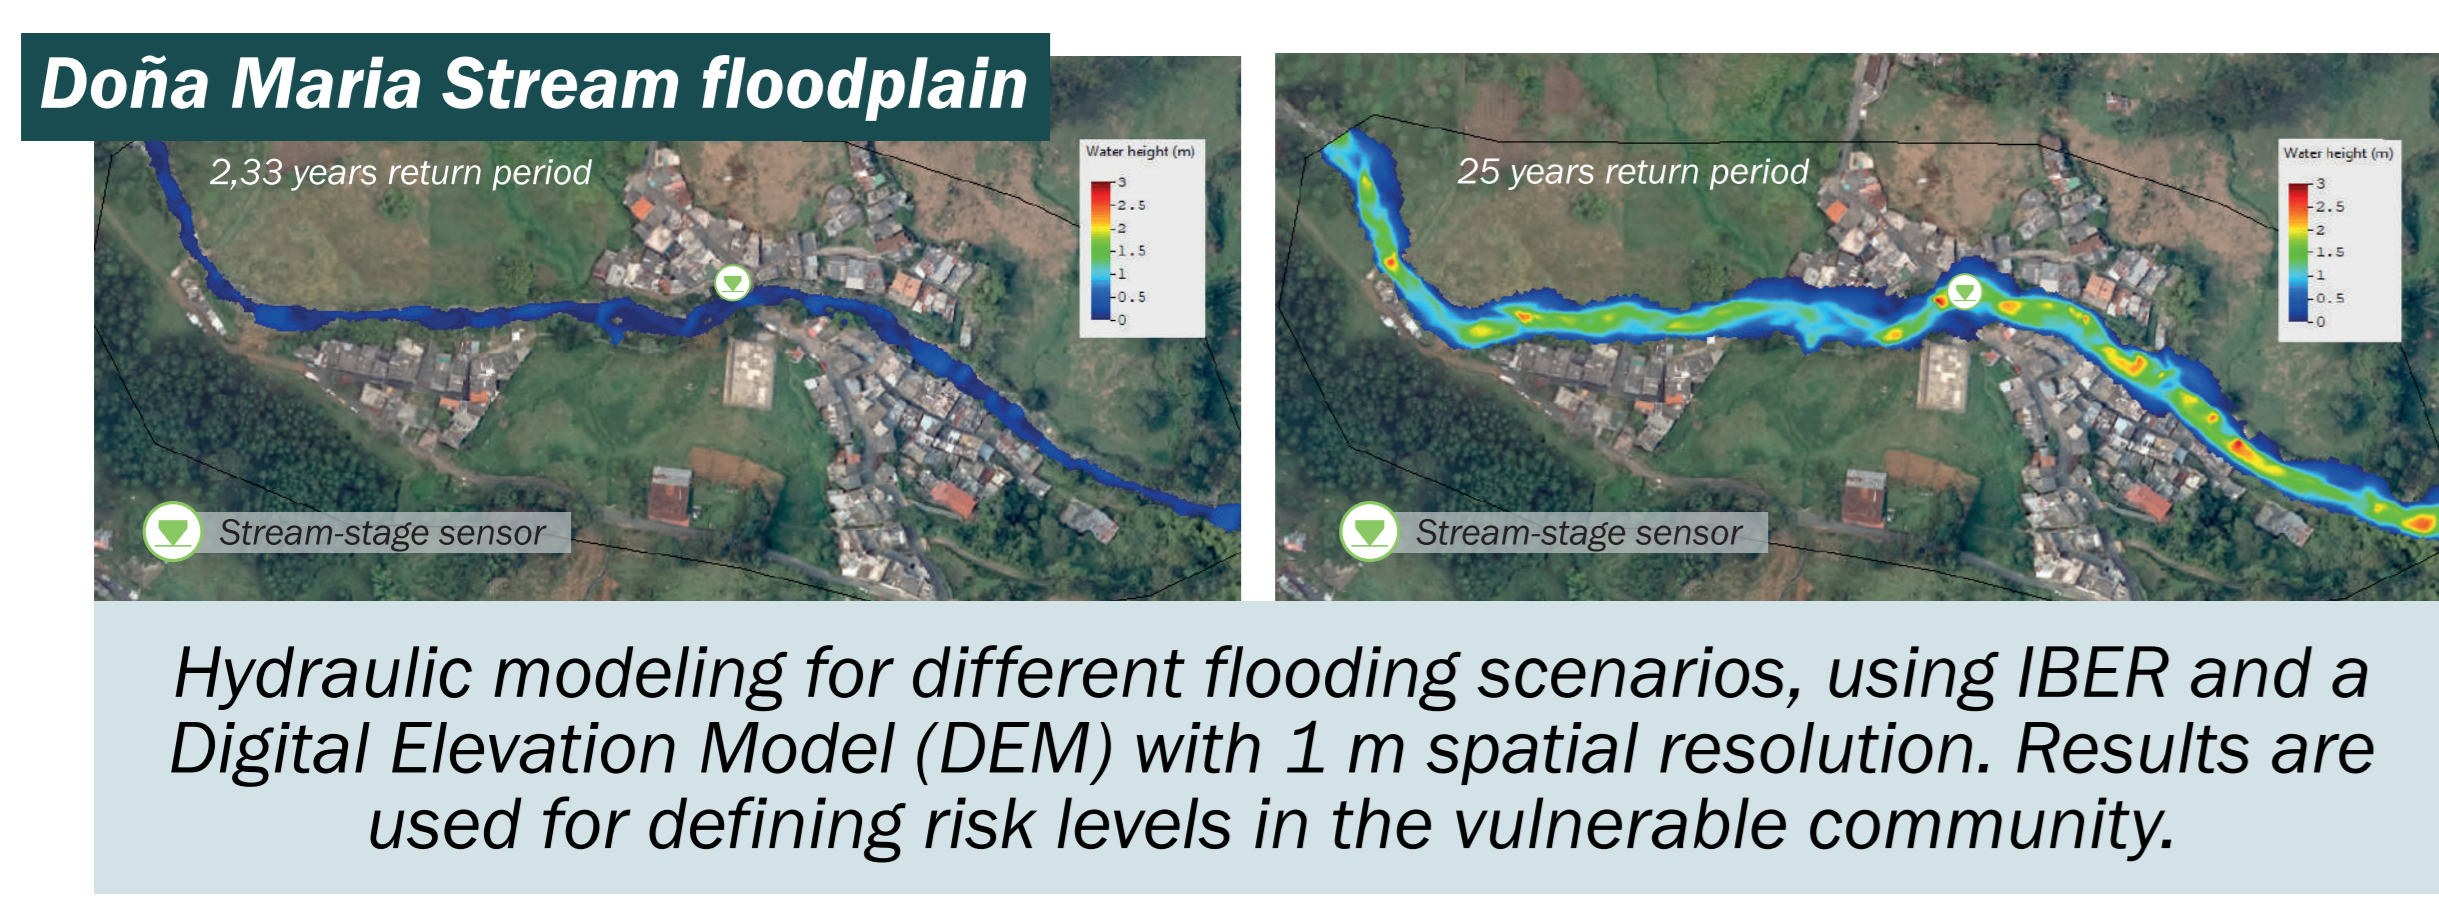 Doña Maria Stream floodplain
2,33 years return period
Water height (m)
3
2.5
2
1.5
1
0.5
0
Stream-stage sensor
25 years return period
Water height (m)
3
2.5
2
1.5
1
0.5
0
Stream-stage sensor
Hydraulic modeling for different flooding scenarios, using IBER and a
Digital Elevation Model (DEM) with 1 m spatial resolution. Results are
used for defining risk levels in the vulnerable community.